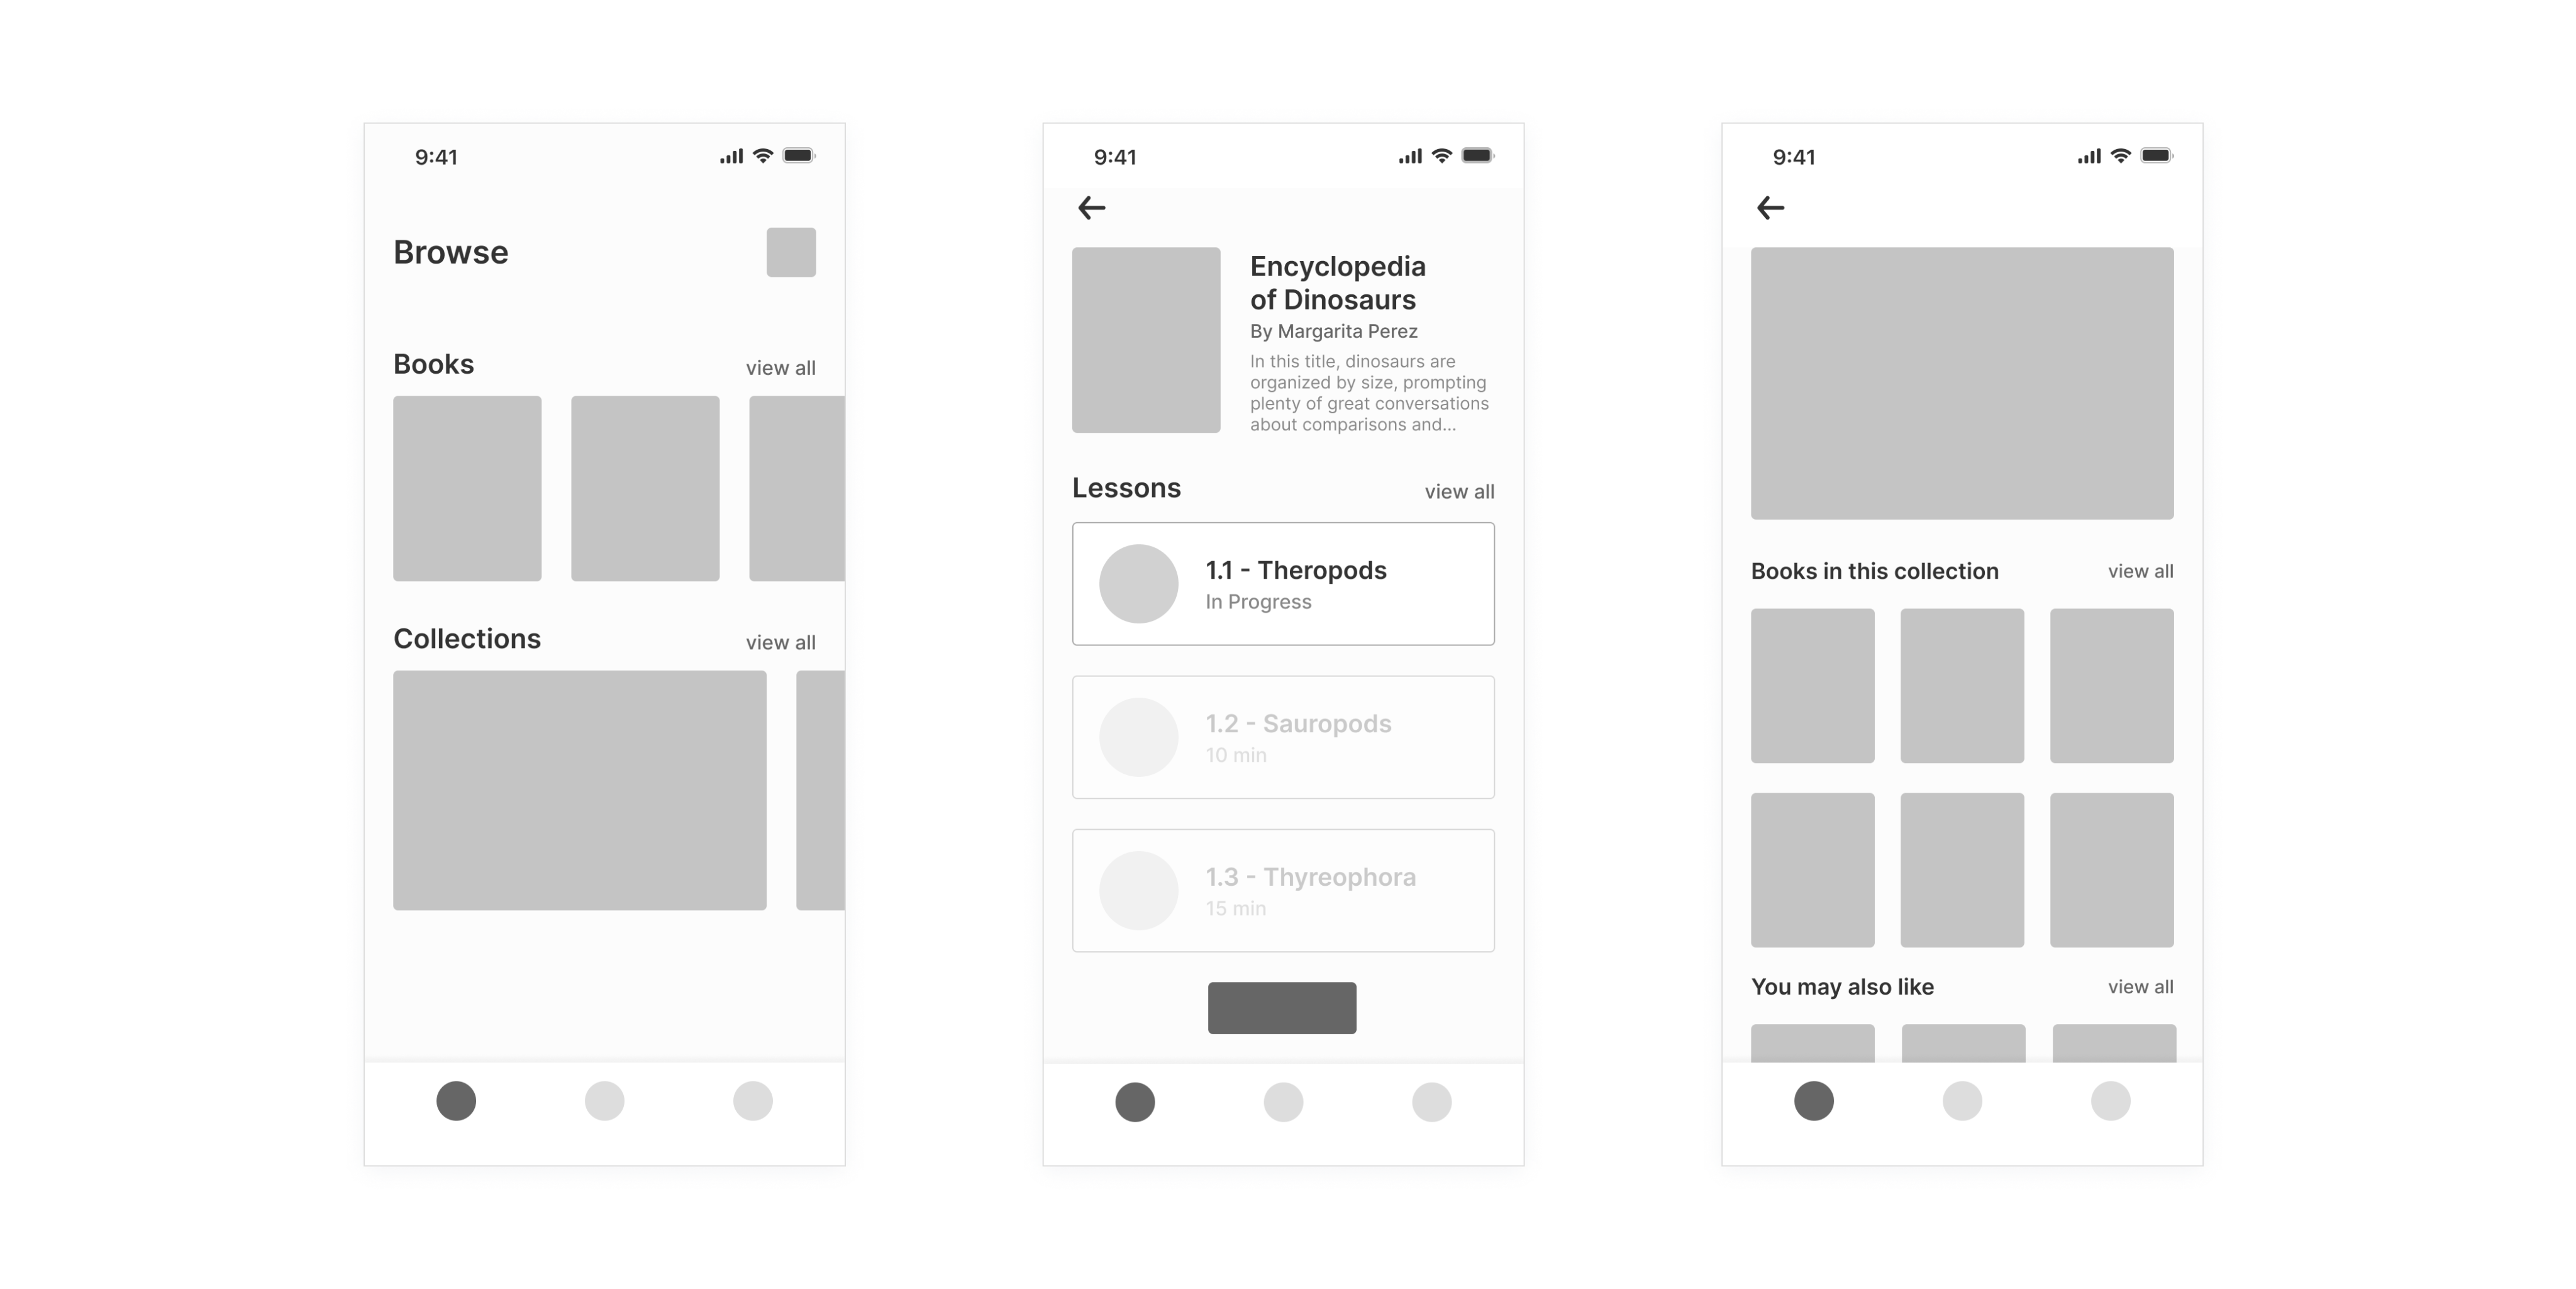 9:41
Browse
Books
view all
Collections
view all
9:41
Encyclopedia
of Dinosaurs
By Margarita Perez
In this title, dinosaurs are
organized by size, prompting
plenty of great conversations
about comparisons and...
Lessons
view all
1.1 - Theropods
In Progress
1.2 - Sauropods
10 min
1.3 - Thyreophora
15 min
9:41
Books in this collection
view all
You may also like
view all